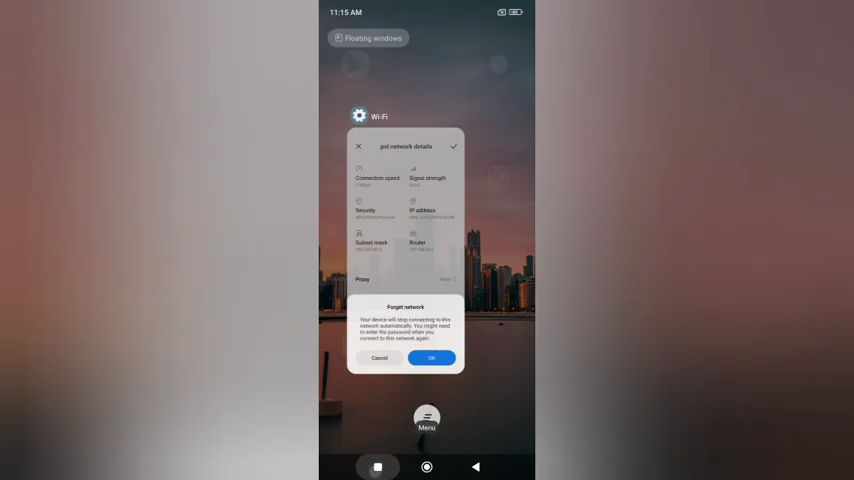 11:15 AM
Floating windows
Wi-Fi
pol network details
Connection speed
Signal strength
Security
IP address
Subnet mask
Router
Proxy
None
Forget network
Your device will stop connecting to this
network automatically. You might need
to enter the password when you
connect to this network again.
Cancel
OK
Menu